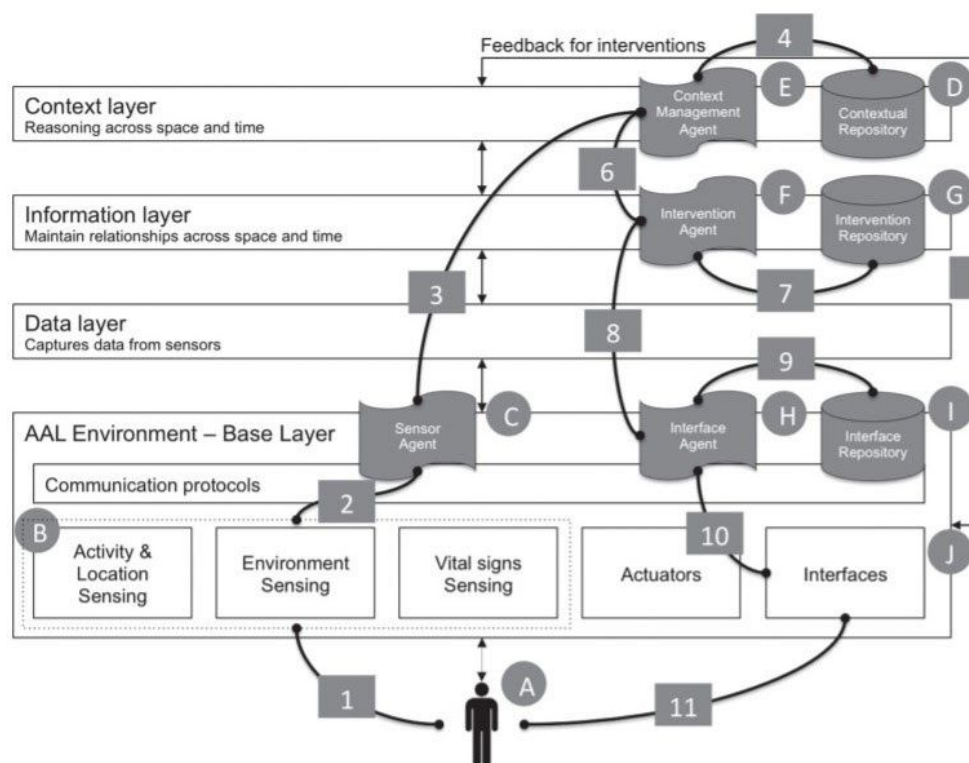 Feedback for interventions
4
Context layer
Reasoning across space and time
Context
Management
Agent
E
Contextual
Repository
D
6
Information layer
Maintain relationships across space and time
Intervention
Agent
F
Intervention
Repository
G
3
7
8
Data layer
Captures data from sensors
9
AAL Environment – Base Layer
Sensor
Agent
C
Interface
Agent
H
Interface
Repository
I
Communication protocols
2
B
Activity &
Location
Sensing
Environment
Sensing
Vital signs
Sensing
Actuators
10
Interfaces
J
1
A
11